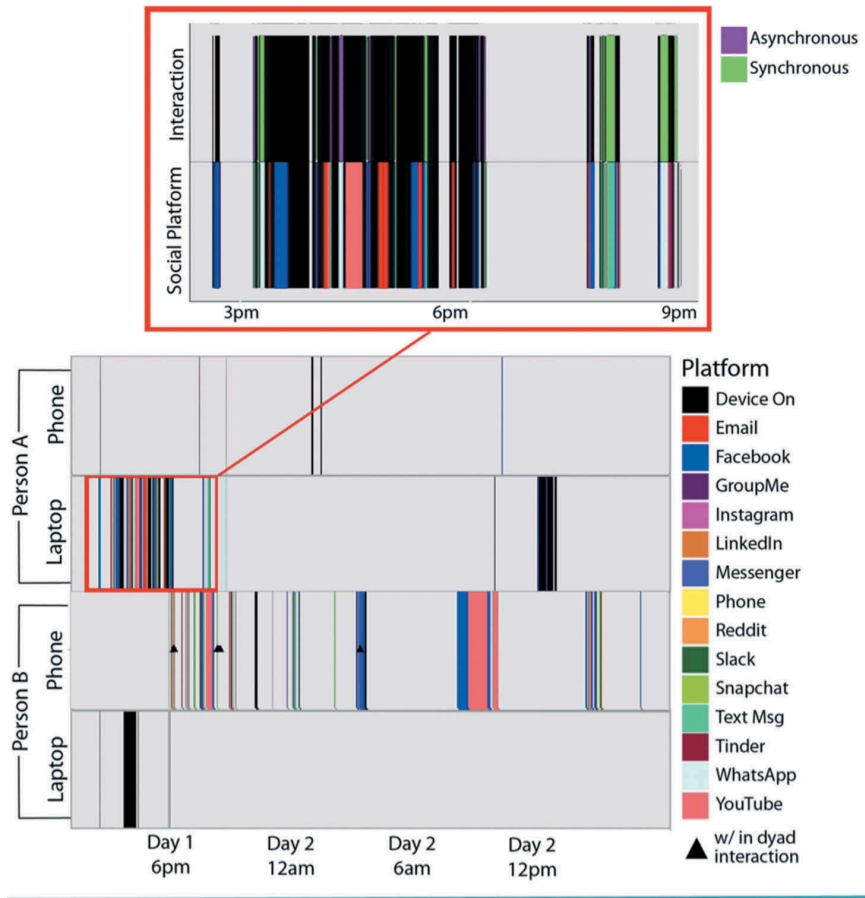 Asynchronous
Synchronous
Interaction
Social Platform
3pm 6pm 9pm
Person A
Phone
Laptop
Person B
Phone
Laptop
Day 1 Day 2 Day 2 Day 2
6pm 12am 6am 12pm
Platform
Device On
Email
Facebook
GroupMe
Instagram
LinkedIn
Messenger
Phone
Reddit
Slack
Snapchat
Text Msg
Tinder
WhatsApp
YouTube
w/ in dyad
interaction